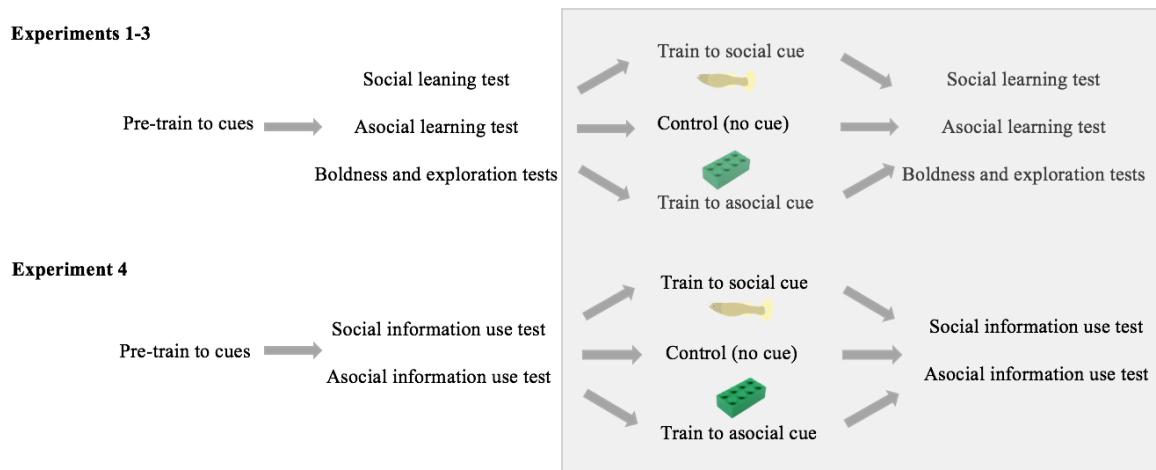 Experiments 1-3
Social leaning test
Pre-train to cues
Asocial learning test
Boldness and exploration tests
Train to social cue
Control (no cue)
Train to asocial cue
Social learning test
Asocial learning test
Boldness and exploration tests
Experiment 4
Pre-train to cues
Social information use test
Asocial information use test
Train to social cue
Control (no cue)
Train to asocial cue
Social information use test
Asocial information use test